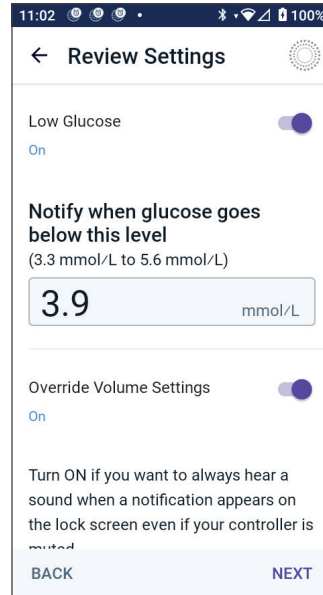 11:02 100%
Review Settings
Low Glucose
On
Notify when glucose goes
below this level
(3.3 mmol/L to 5.6 mmol/L)
3.9 mmol/L
Override Volume Settings
On
Turn ON if you want to always hear a
sound when a notification appears on
the lock screen even if your controller is
muted
BACK NEXT